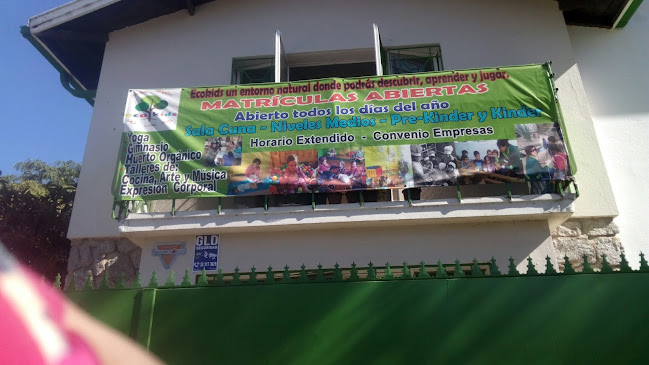 Ecokids un entorno natural donde podrás descubrir, aprender y jugar.
MATRÍCULAS ABIERTAS
Abierto todos los días del año
Sala Cuna - Niveles Medios - Pre-Kinder y Kinder
Horario Extendido - Convenio Empresas
Yoga
Gimnasio
Huerto Orgánico
Talleres de:
Cocina, Arte y Música
Expresión Corporal
GLD